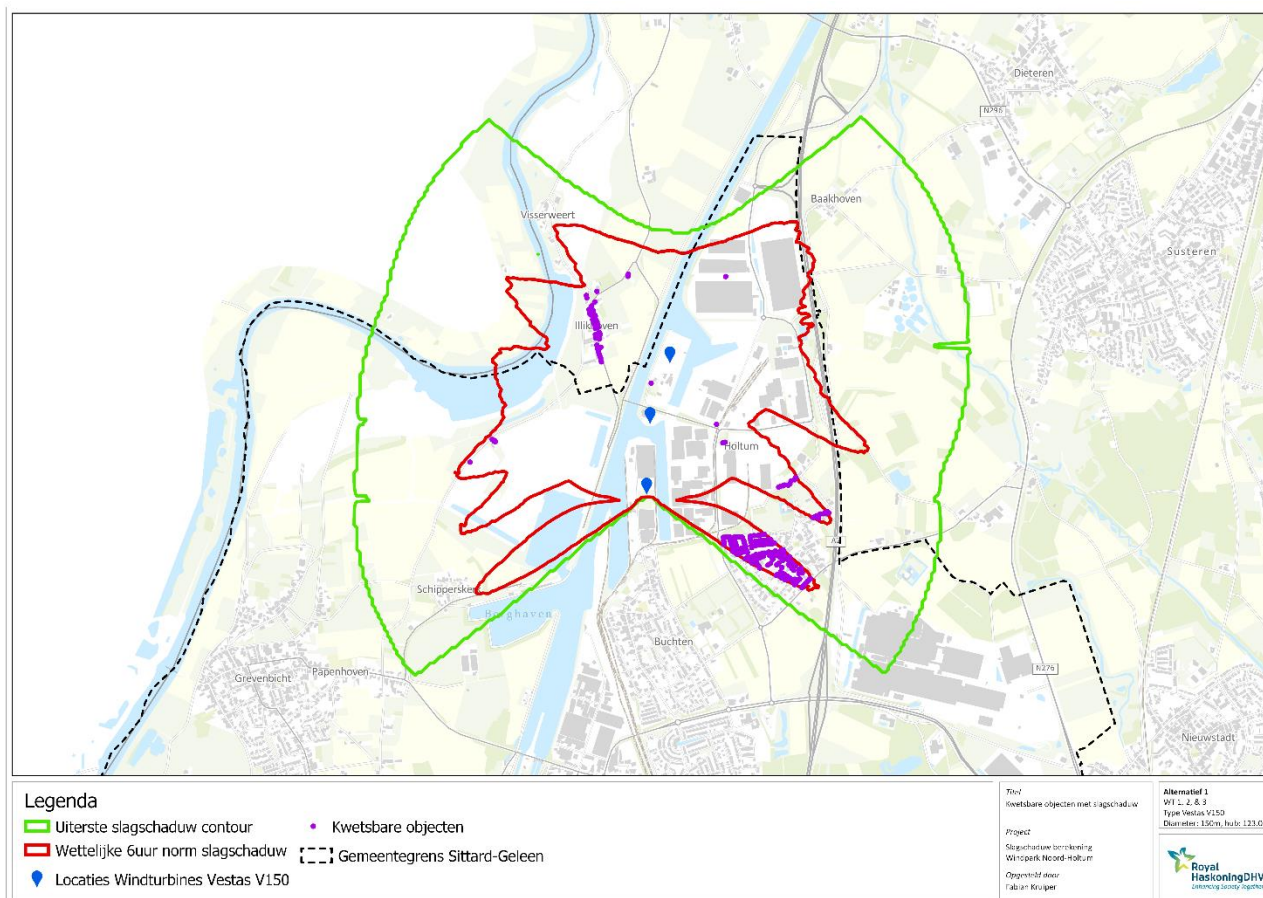 Dieteren
N296
Baakhoven
Visserweert
Susteren
Illikhoven
Holtum
A2
Schippersker
Berghaven
Buchten
Papenhoven
Grevenbicht
N276
Nieuwstadt
Legenda
Uiterste slagschaduw contour
Kwetsbare objecten
Wettelijke 6uur norm slagschaduw
Gemeentegrens Sittard-Geleen
Locaties Windturbines Vestas V150
Titel
Kwetsbare objecten met slagschaduw
Project
Slagschaduw berekening
Windpark Noord-Holtum
Opgesteld door
Fabian Kruiper
Alternatief 1
WT 1, 2, & 3
Type Vestas V150
Diameter: 150m, hub: 123.0
Royal
HaskoningDHV
Enhancing Society Together